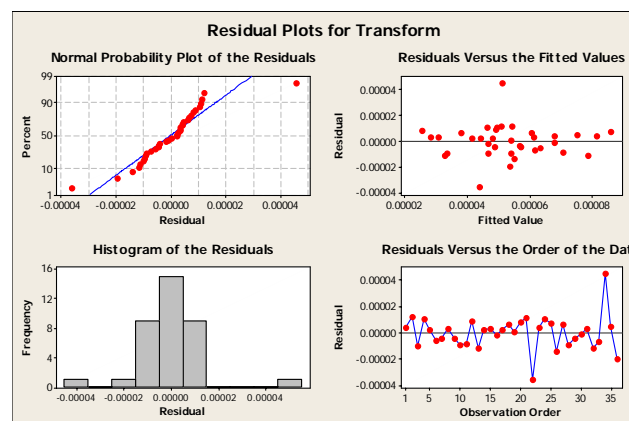 Residual Plots for Transform
Normal Probability Plot of the Residuals
99
90
50
10
1
Percent
-0.00004 -0.00002 0.00000 0.00002 0.00004
Residual
Residuals Versus the Fitted Values
0.00004
0.00002
0.00000
-0.00002
-0.00004
Residual
0.00002 0.00004 0.00006 0.00008
Fitted Value
Histogram of the Residuals
16
12
8
4
0
Frequency
-0.00004 -0.00002 0.00000 0.00002 0.00004
Residual
Residuals Versus the Order of the Dat
0.00004
0.00002
0.00000
-0.00002
-0.00004
Residual
1 5 10 15 20 25 30 35
Observation Order